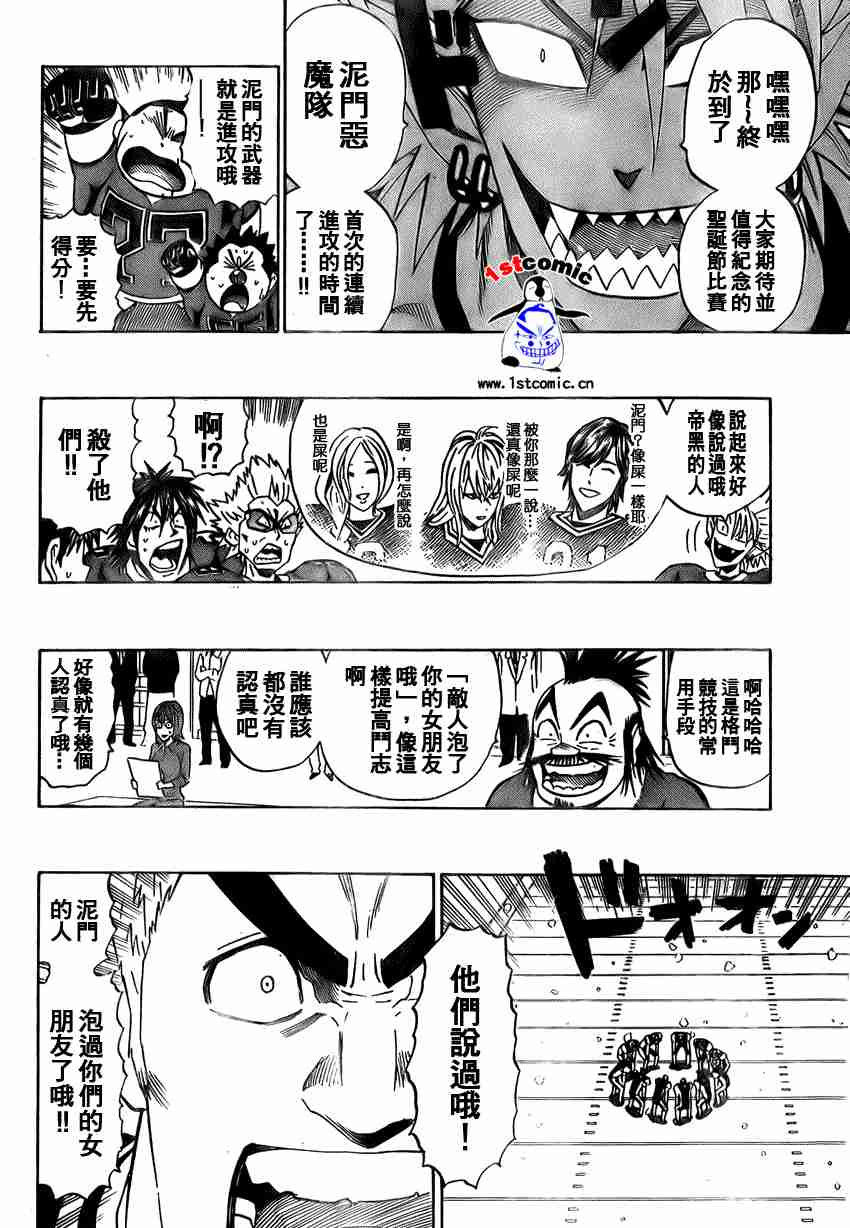 嘿嘿嘿
那~~終
於到了
大家期待並
值得紀念的
聖誕節比賽
泥門惡
魔隊
首次的連續
進攻的時間
了……!!
泥門的武器
就是進攻哦
——!
要…要先
得分!
1stcomic
www.1stcomic.cn
說起來好
像說過哦
帝黑的人
泥門?像屎一樣耶
被你那麼一說…
還真像屎呢
是啊,再怎麼說
也是屎呢
啊!?
殺了他
們!!
啊哈哈哈
這是格鬥
競技的常
用手段
「敵人泡了
你的女朋友
哦」,像這
樣提高鬥志
啊
誰應該
都沒有
認真吧
好像就有幾個
人認真了哦…
ドオオン
他們說過哦!
泥門
的人
泡過你們的女
朋友了哦!!